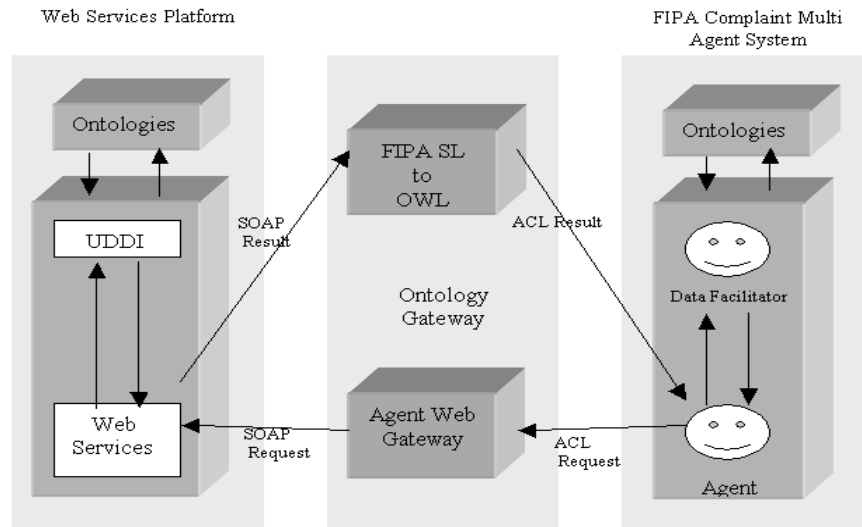 Web Services Platform
FIPA Complaint Multi
Agent System
Ontologies
UDDI
Web
Services
SOAP
Result
SOAP
Request
FIPA SL
to
OWL
Ontology
Gateway
Agent Web
Gateway
ACL Result
ACL
Request
Ontologies
Data Facilitator
Agent